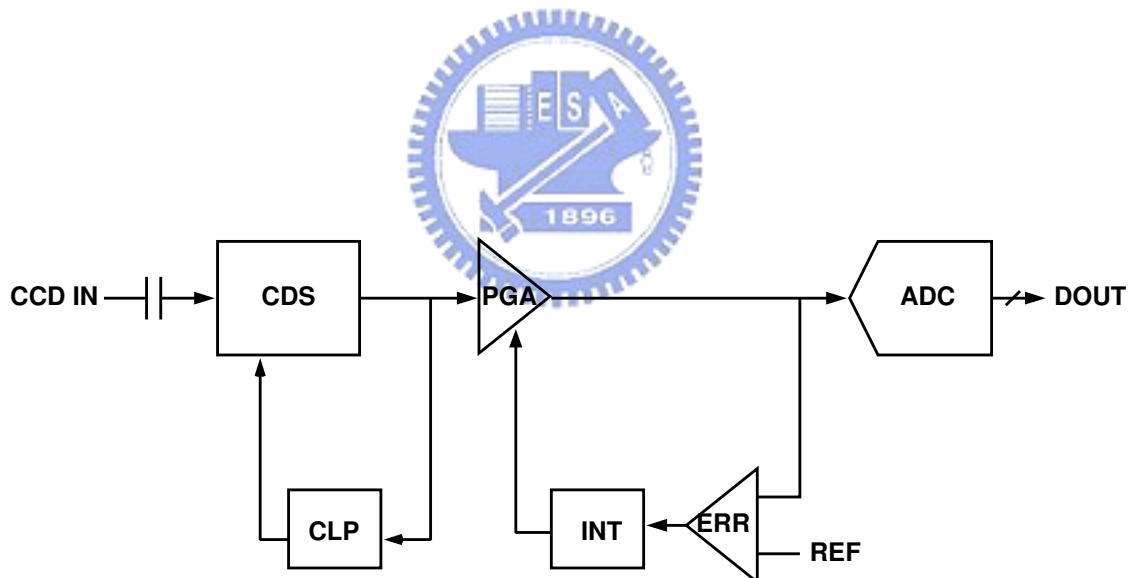 E S A
1896
CCD IN
CDS
PGA
ADC
DOUT
CLP
INT
ERR
REF